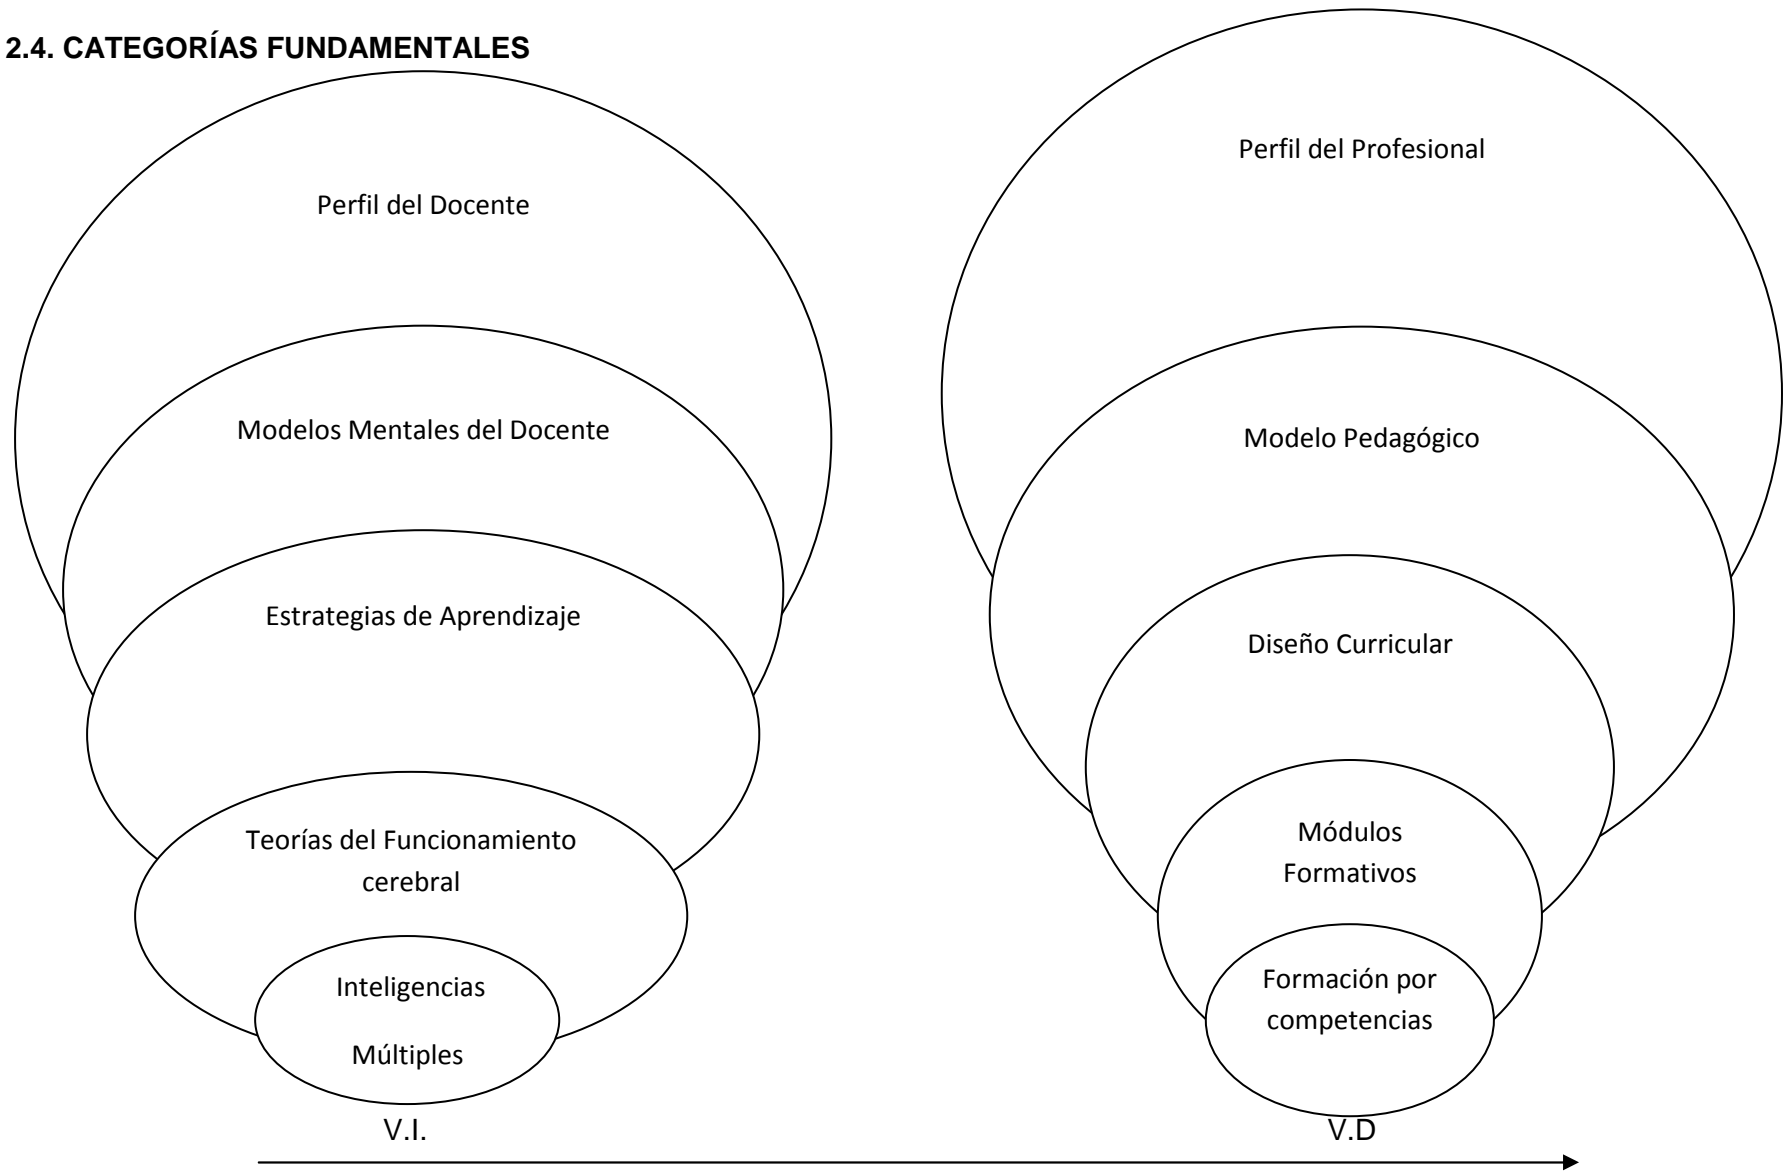 2.4. CATEGORÍAS FUNDAMENTALES
Perfil del Docente
Modelos Mentales del Docente
Estrategias de Aprendizaje
Teorías del Funcionamiento
cerebral
Inteligencias
Múltiples
V.I.
Perfil del Profesional
Modelo Pedagógico
Diseño Curricular
Módulos
Formativos
Formación por
competencias
V.D